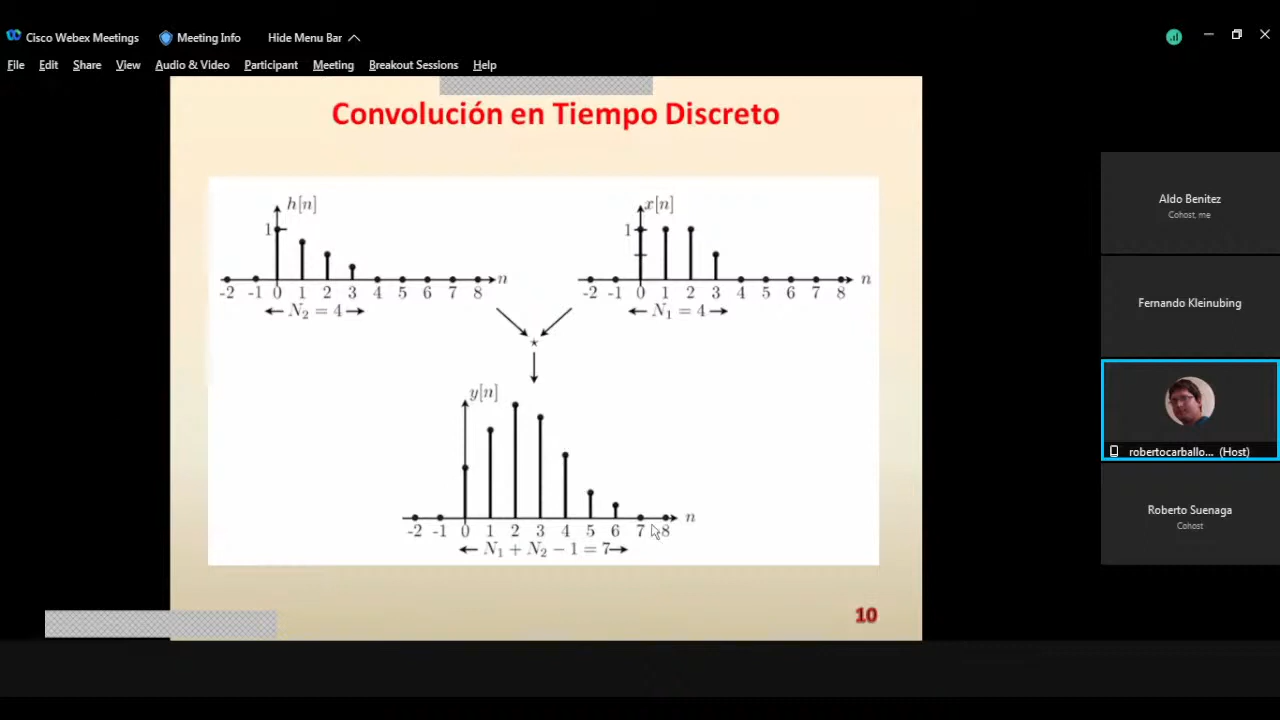 Cisco Webex Meetings Meeting Info Hide Menu Bar
File Edit Share View Audio & Video Participant Meeting Breakout Sessions Help
Convolución en Tiempo Discreto
h[n]
1
n
-2 -1 0 1 2 3 4 5 6 7 8
N₂ = 4
x[n]
1
n
-2 -1 0 1 2 3 4 5 6 7 8
N₁ = 4
⋆
y[n]
n
-2 -1 0 1 2 3 4 5 6 7 8
N₁ + N₂ − 1 = 7
10
Aldo Benitez
Cohost, me
Fernando Kleinubing
robertocarballo... (Host)
Roberto Suenaga
Cohost